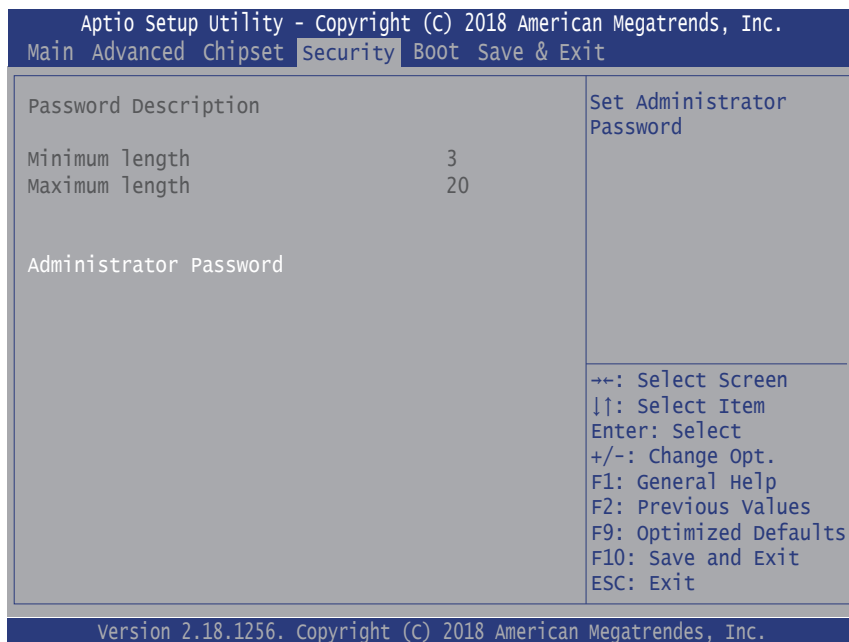 Aptio Setup Utility - Copyright (C) 2018 American Megatrends, Inc.
Main Advanced Chipset Security Boot Save & Exit
Password Description
Minimum length 3
Maximum length 20
Administrator Password
Set Administrator
Password
→←: Select Screen
↓↑: Select Item
Enter: Select
+/-: Change Opt.
F1: General Help
F2: Previous Values
F9: Optimized Defaults
F10: Save and Exit
ESC: Exit
Version 2.18.1256. Copyright (C) 2018 American Megatrendes, Inc.